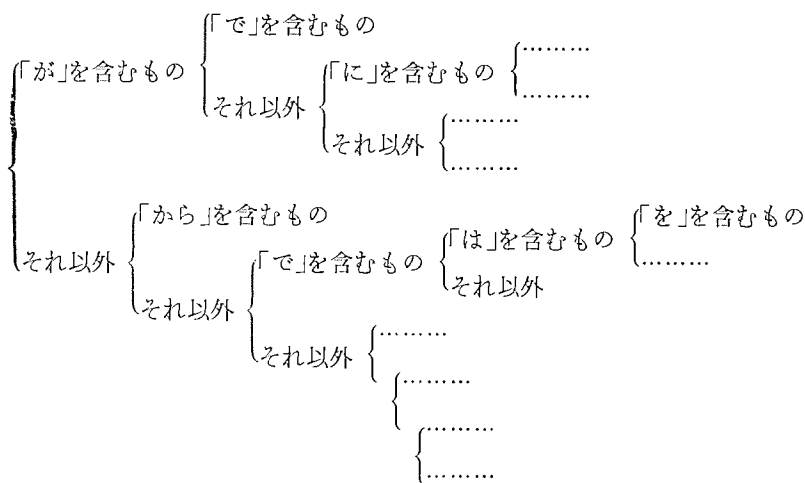 「で」を含むもの
「が」を含むもの 「に」を含むもの ………
それ以外 ………
それ以外 ………
………
「から」を含むもの 「を」を含むもの
「は」を含むもの
それ以外 「で」を含むもの ………
それ以外
それ以外
それ以外 ………
………
………
………